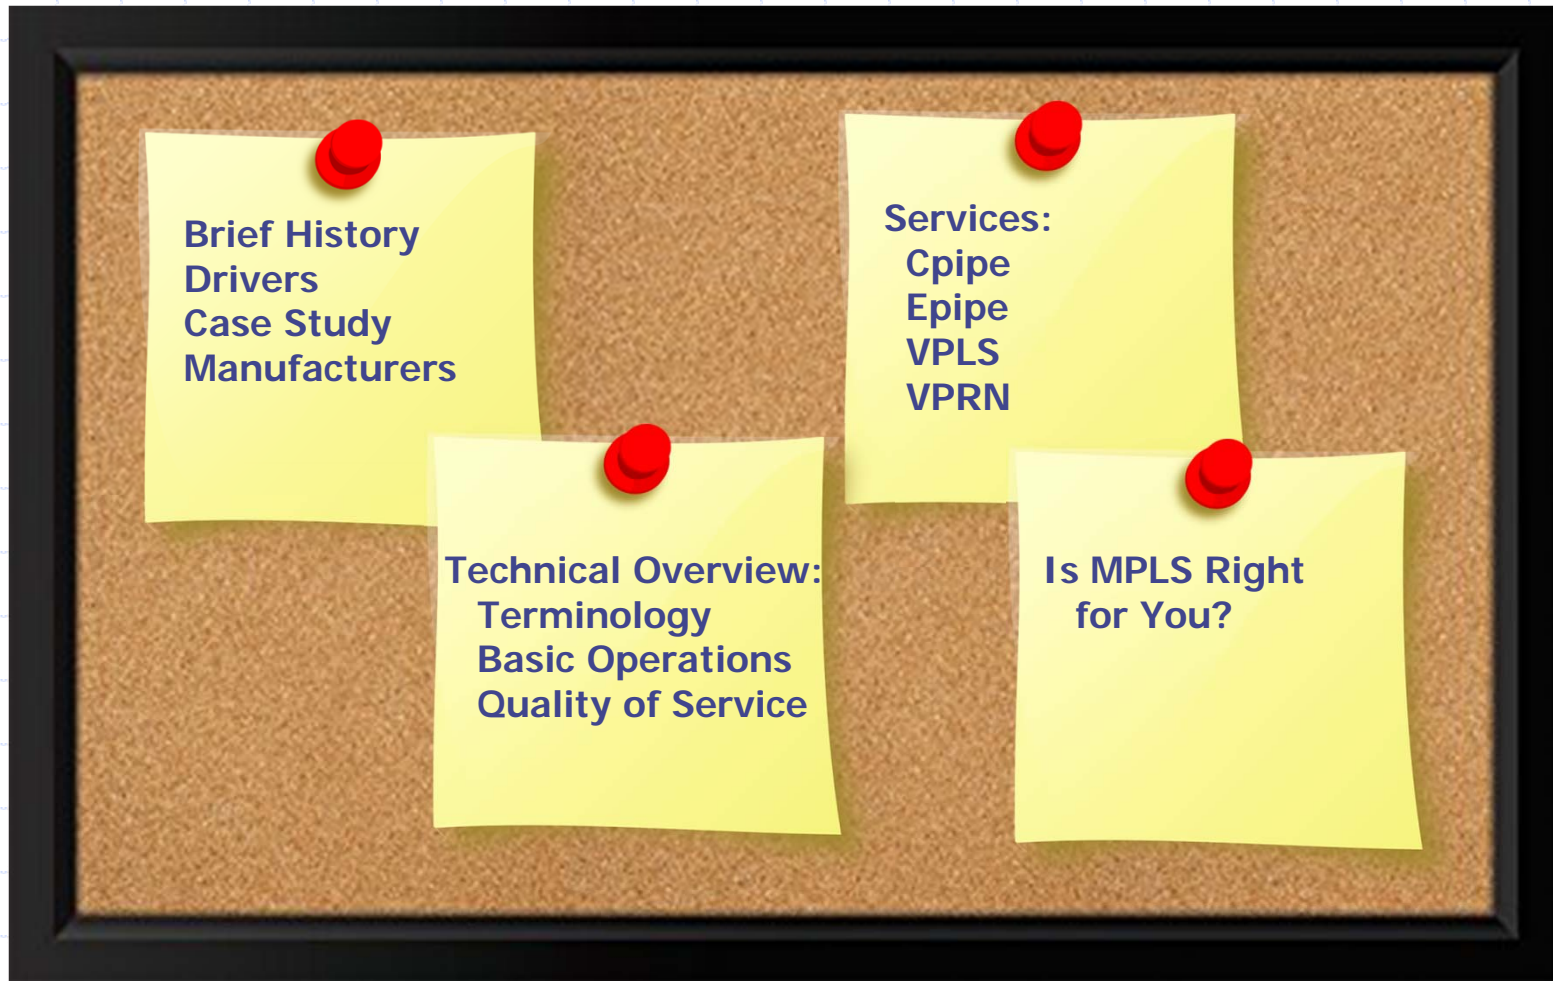 Brief History
Drivers
Case Study
Manufacturers
Technical Overview:
Terminology
Basic Operations
Quality of Service
Services:
Cpipe
Epipe
VPLS
VPRN
Is MPLS Right
for You?